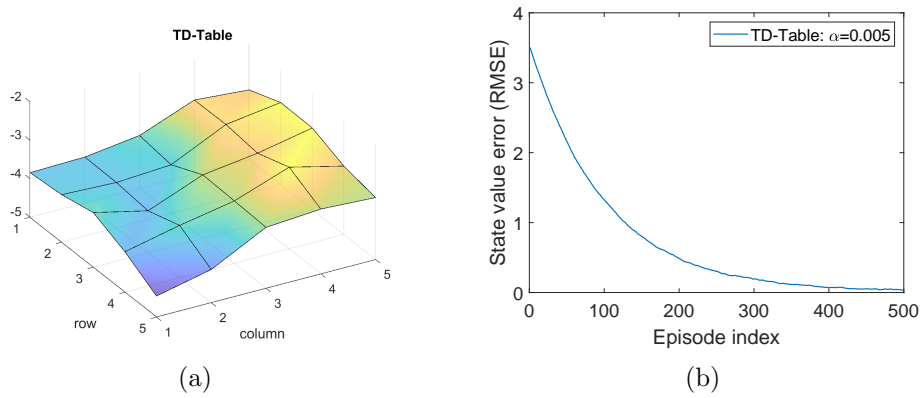 TD-Table
-2
-3
-4
-5
1
2
3
4
5
row
1
2
3
4
5
column
(a)
4
3
2
1
0
State value error (RMSE)
TD-Table: α=0.005
0 100 200 300 400 500
Episode index
(b)